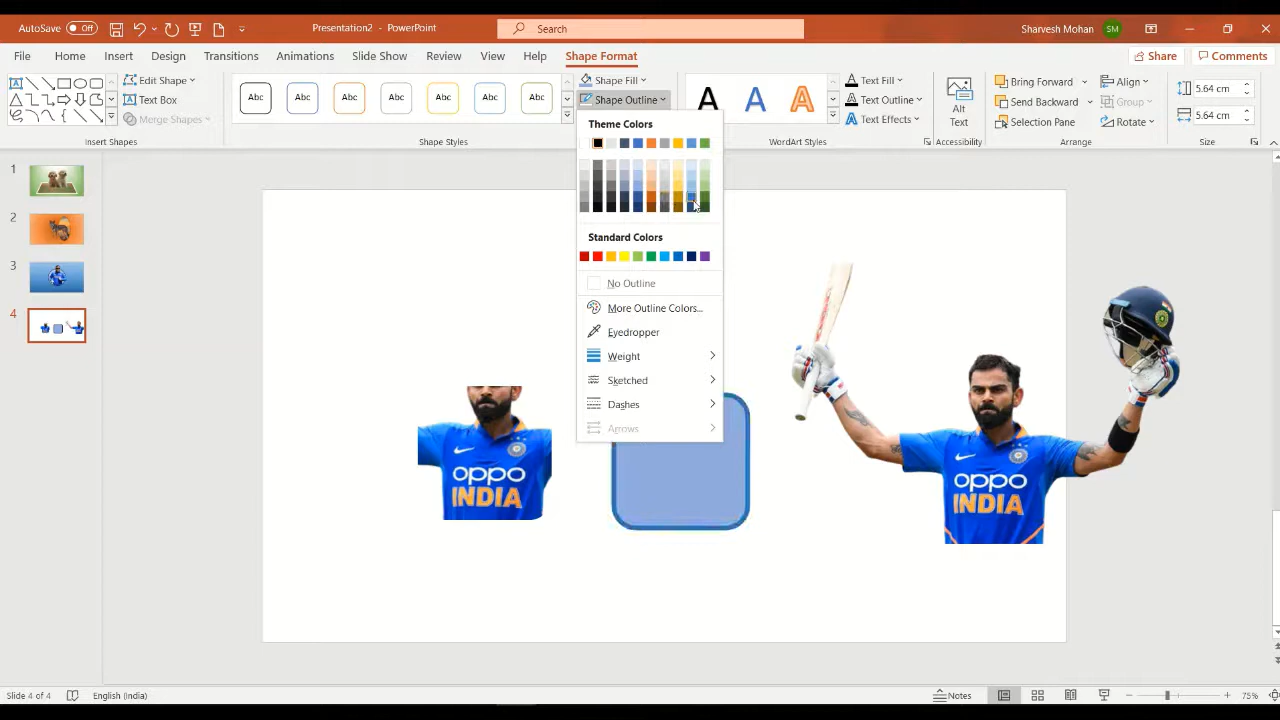 AutoSave Off Presentation2 - PowerPoint Search Sharvesh Mohan SM
File Home Insert Design Transitions Animations Slide Show Review View Help Shape Format Share Comments
Edit Shape Text Box Merge Shapes
Insert Shapes
Abc Abc Abc Abc Abc Abc Abc
Shape Styles
Shape Fill
Shape Outline
A A A
WordArt Styles
Text Fill
Text Outline
Text Effects
Alt Text
Accessibility
Bring Forward
Send Backward
Selection Pane
Align
Group
Rotate
Arrange
5.64 cm
5.64 cm
Size
Theme Colors
Standard Colors
No Outline
More Outline Colors...
Eyedropper
Weight
Sketched
Dashes
Arrows
1
2
3
4
oppo
INDIA
oppo
INDIA
Slide 4 of 4 English (India) Notes 75%